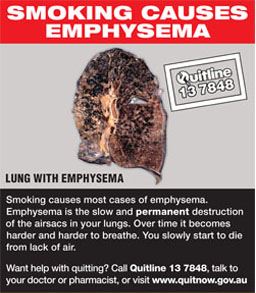 SMOKING CAUSES
EMPHYSEMA
Quitline
13 7848
LUNG WITH EMPHYSEMA
Smoking causes most cases of emphysema.
Emphysema is the slow and permanent destruction
of the airsacs in your lungs. Over time it becomes
harder and harder to breathe. You slowly start to die
from lack of air.
Want help with quitting? Call Quitline 13 7848, talk to
your doctor or pharmacist, or visit www.quitnow.gov.au